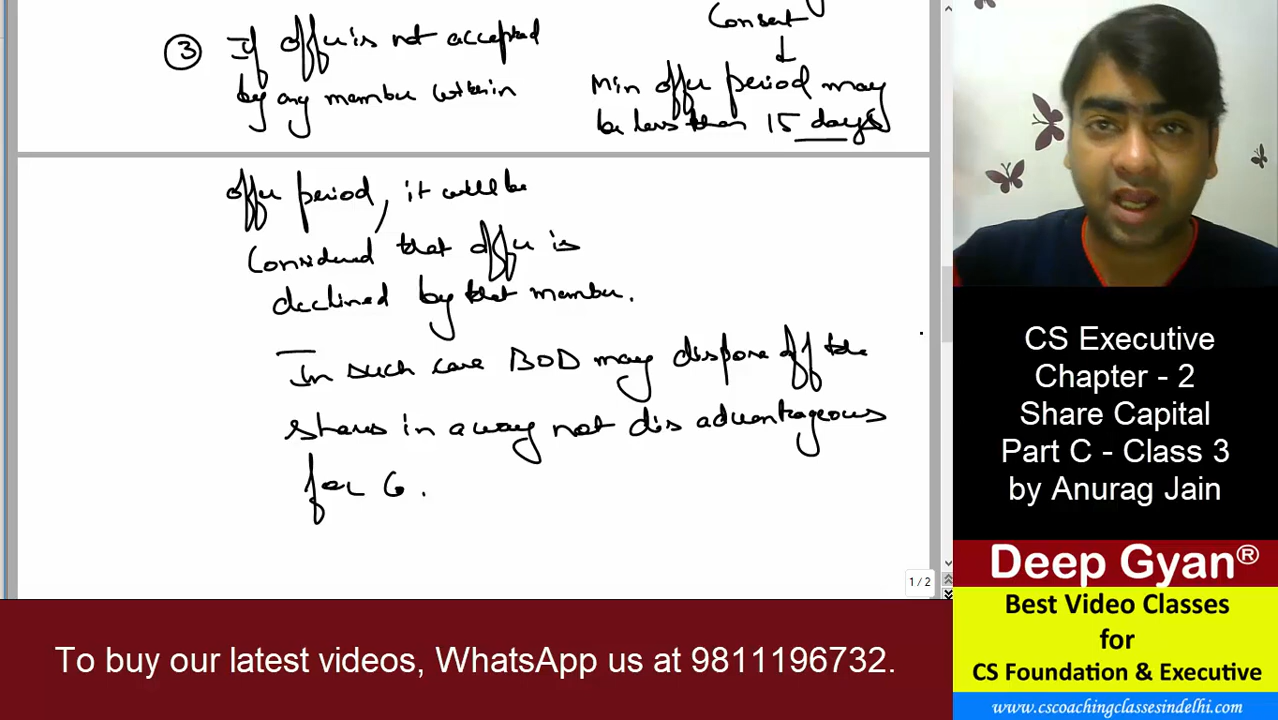 Consent
③ If offer is not accepted
by any member within
Min offer period may
be less than 15 days
offer period, it will be
considered that offer is
declined by that member.
In such case BOD may dispose off the
shares in a way not dis advantageous
for Co.
1/2
CS Executive
Chapter - 2
Share Capital
Part C - Class 3
by Anurag Jain
Deep Gyan®
Best Video Classes
for
CS Foundation & Executive
www.cscoachingclassesindelhi.com
To buy our latest videos, WhatsApp us at 9811196732.